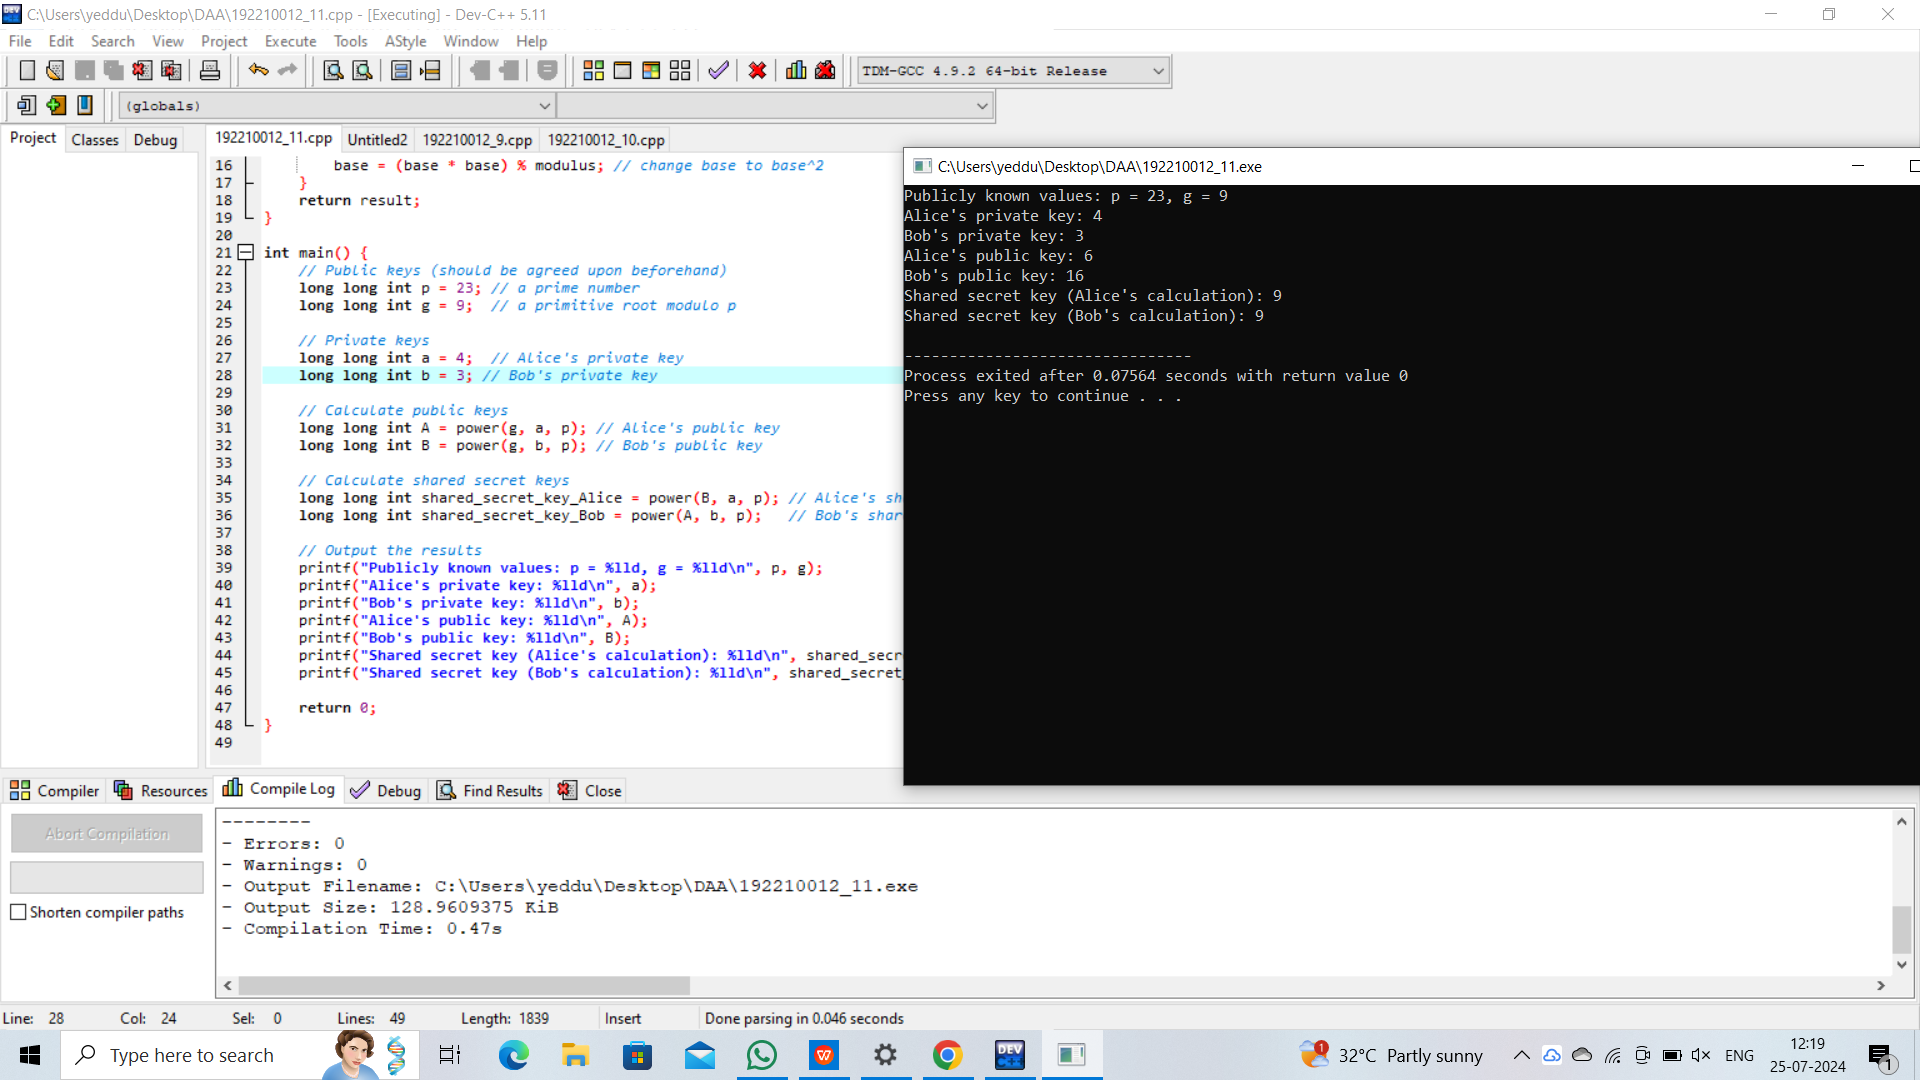 C:\Users\yeddu\Desktop\DAA\192210012_11.cpp - [Executing] - Dev-C++ 5.11
File Edit Search View Project Execute Tools AStyle Window Help
TDM-GCC 4.9.2 64-bit Release
(globals)
Project Classes Debug
192210012_11.cpp Untitled2 192210012_9.cpp 192210012_10.cpp
16 base = (base * base) % modulus; // change base to base^2
17 }
18 return result;
19 }
20
21 int main() {
22 // Public keys (should be agreed upon beforehand)
23 long long int p = 23; // a prime number
24 long long int g = 9;  // a primitive root modulo p
25
26 // Private keys
27 long long int a = 4;  // Alice's private key
28 long long int b = 3; // Bob's private key
29
30 // Calculate public keys
31 long long int A = power(g, a, p); // Alice's public key
32 long long int B = power(g, b, p); // Bob's public key
33
34 // Calculate shared secret keys
35 long long int shared_secret_key_Alice = power(B, a, p); // Alice's sh
36 long long int shared_secret_key_Bob = power(A, b, p);   // Bob's shar
37
38 // Output the results
39 printf("Publicly known values: p = %lld, g = %lld\n", p, g);
40 printf("Alice's private key: %lld\n", a);
41 printf("Bob's private key: %lld\n", b);
42 printf("Alice's public key: %lld\n", A);
43 printf("Bob's public key: %lld\n", B);
44 printf("Shared secret key (Alice's calculation): %lld\n", shared_secr
45 printf("Shared secret key (Bob's calculation): %lld\n", shared_secret_
46
47 return 0;
48 }
49
C:\Users\yeddu\Desktop\DAA\192210012_11.exe
Publicly known values: p = 23, g = 9
Alice's private key: 4
Bob's private key: 3
Alice's public key: 6
Bob's public key: 16
Shared secret key (Alice's calculation): 9
Shared secret key (Bob's calculation): 9
--------------------------------
Process exited after 0.07564 seconds with return value 0
Press any key to continue . . .
Compiler Resources Compile Log Debug Find Results Close
Abort Compilation
Shorten compiler paths
--------
- Errors: 0
- Warnings: 0
- Output Filename: C:\Users\yeddu\Desktop\DAA\192210012_11.exe
- Output Size: 128.9609375 KiB
- Compilation Time: 0.47s
Line: 28 Col: 24 Sel: 0 Lines: 49 Length: 1839 Insert Done parsing in 0.046 seconds
Type here to search
DEV
1
32°C Partly sunny
ENG
12:19
25-07-2024
1